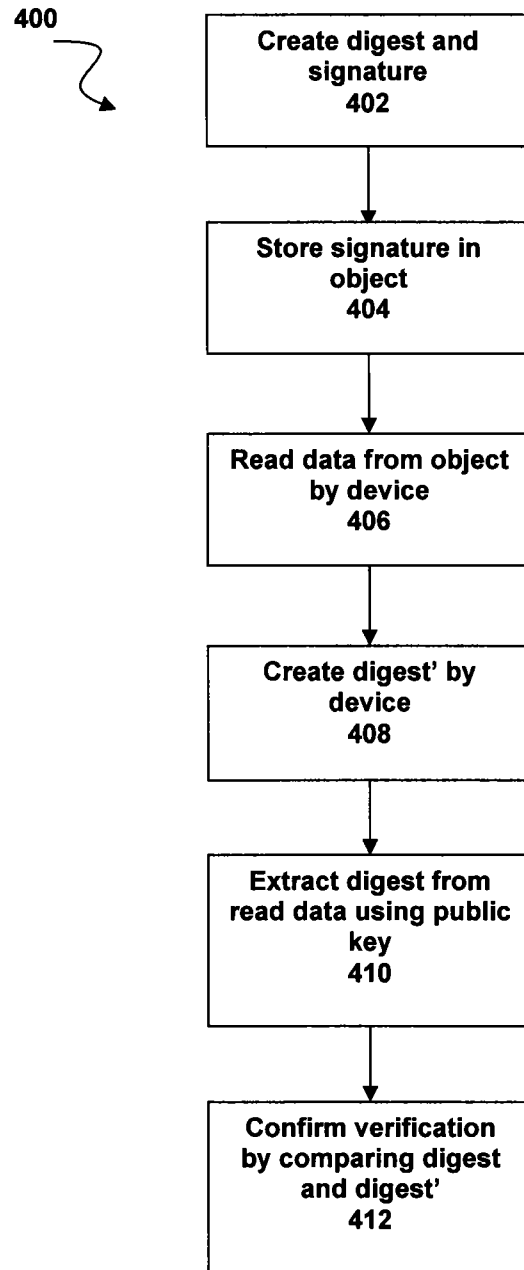 400
Create digest and
signature
402
Store signature in
object
404
Read data from object
by device
406
Create digest' by
device
408
Extract digest from
read data using public
key
410
Confirm verification
by comparing digest
and digest'
412